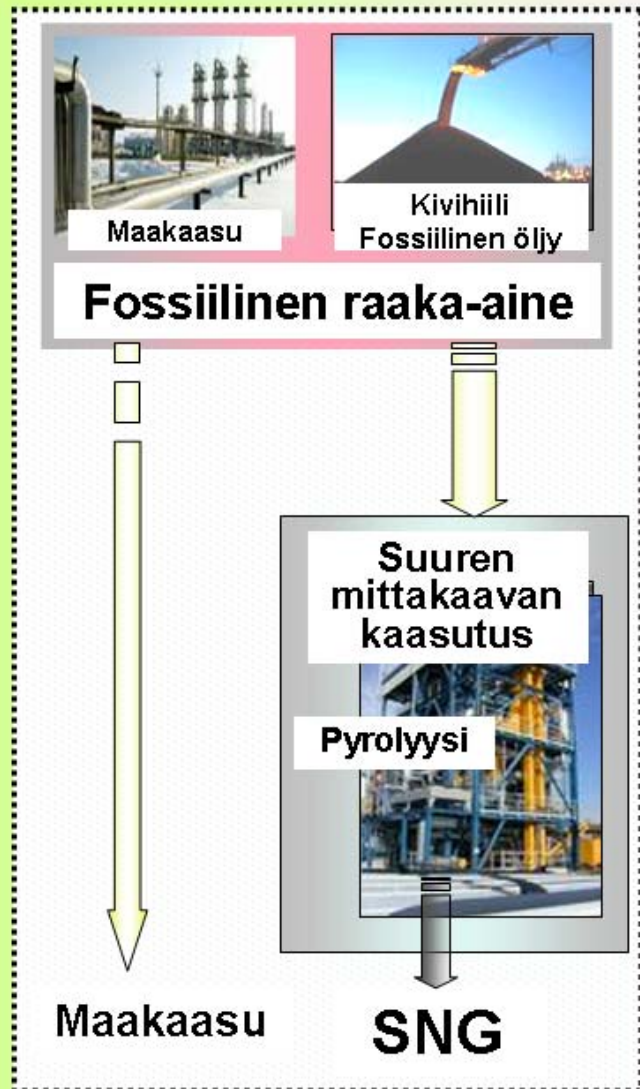 Maakaasu
Kivihiili
Fossiilinen öljy
Fossiilinen raaka-aine
Suuren
mittakaavan
kaasutus
Pyrolyysi
Maakaasu
SNG